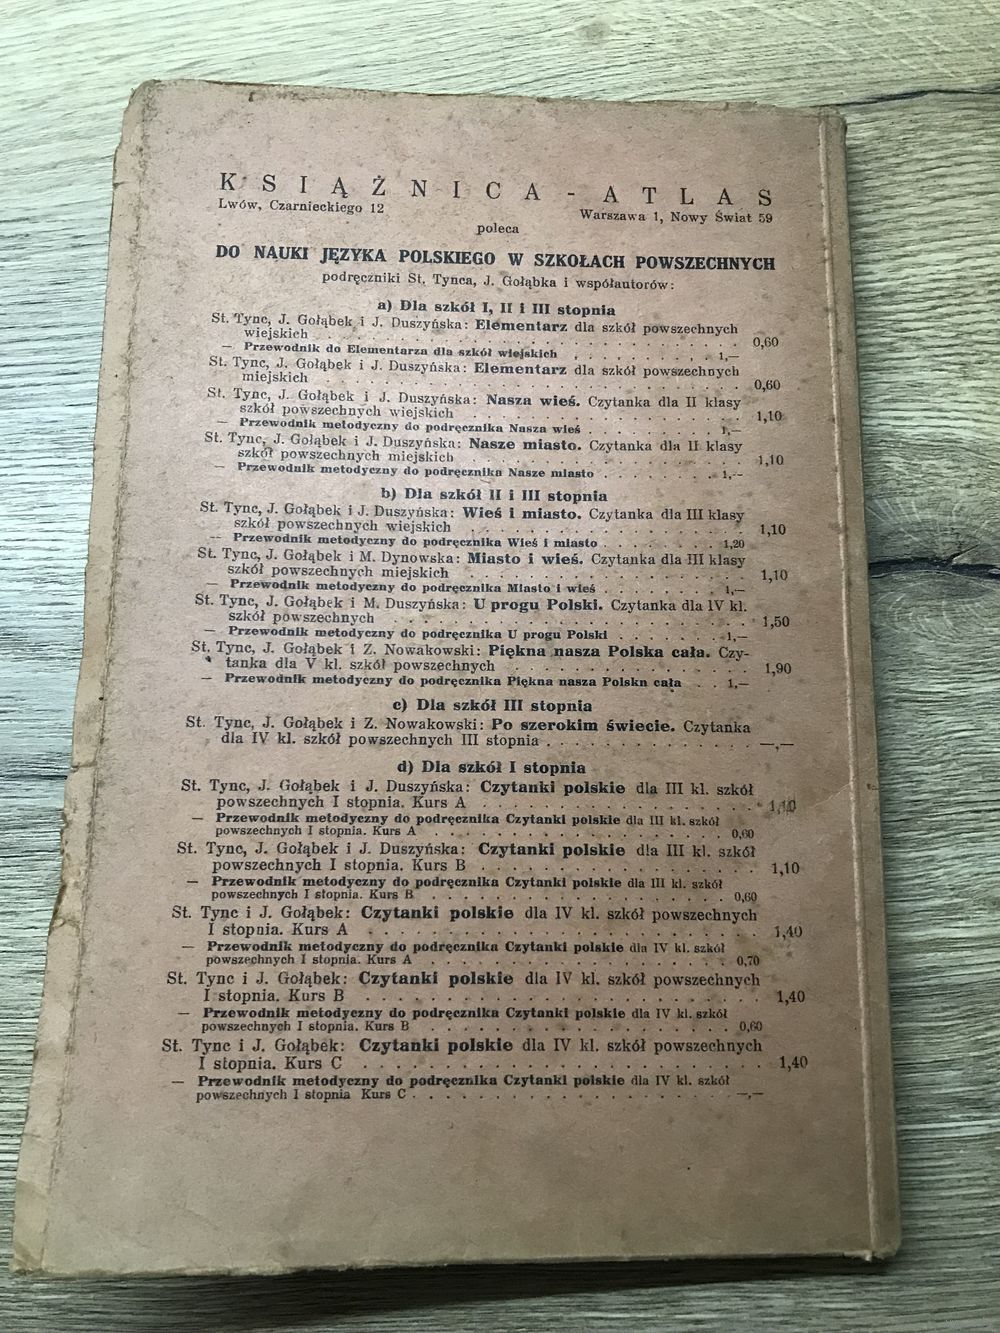 KSIĄŻNICA-ATLAS
Lwów, Czarnieckiego 12 Warszawa 1, Nowy Świat 59
poleca
DO NAUKI JĘZYKA POLSKIEGO W SZKOŁACH POWSZECHNYCH
podręczniki St. Tynca, J. Gołąbka i współautorów:
a) Dla szkół I, II i III stopnia
St. Tync, J. Gołąbek i J. Duszyńska: Elementarz dla szkół powszechnych
wiejskich . . . . . . . . . . 0,60
— Przewodnik do Elementarza dla szkół wiejskich . . . . . . 1,—
St. Tync, J. Gołąbek i J. Duszyńska: Elementarz dla szkół powszechnych
miejskich . . . . . . . . . . 0,60
St. Tync, J. Gołąbek i J. Duszyńska: Nasza wieś. Czytanka dla II klasy
szkół powszechnych wiejskich . . . . . . . . 1,10
— Przewodnik metodyczny do podręcznika Nasza wieś . . . . . . 1,—
St. Tync, J. Gołąbek i J. Duszyńska: Nasze miasto. Czytanka dla II klasy
szkół powszechnych miejskich . . . . . . . . 1,10
— Przewodnik metodyczny do podręcznika Nasze miasto . . . . . . 1,—
b) Dla szkół II i III stopnia
St. Tync, J. Gołąbek i J. Duszyńska: Wieś i miasto. Czytanka dla III klasy
szkół powszechnych wiejskich . . . . . . . . 1,10
— Przewodnik metodyczny do podręcznika Wieś i miasto . . . . . . 1,20
St. Tync, J. Gołąbek i M. Dynowska: Miasto i wieś. Czytanka dla III klasy
szkół powszechnych miejskich . . . . . . . . 1,10
— Przewodnik metodyczny do podręcznika Miasto i wieś . . . . . . 1,—
St. Tync, J. Gołąbek i M. Duszyńska: U progu Polski. Czytanka dla IV kl.
szkół powszechnych . . . . . . . . . . 1,50
— Przewodnik metodyczny do podręcznika U progu Polski . . . . . . 1,—
St. Tync, J. Gołąbek i Z. Nowakowski: Piękna nasza Polska cała. Czy-
tanka dla V kl. szkół powszechnych . . . . . . . . 1,90
— Przewodnik metodyczny do podręcznika Piękna nasza Polskn cała . . 1,—
c) Dla szkół III stopnia
St. Tync, J. Gołąbek i Z. Nowakowski: Po szerokim świecie. Czytanka
dla IV kl. szkół powszechnych III stopnia . . . . . . . . —,—
d) Dla szkół I stopnia
St. Tync, J. Gołąbek i J. Duszyńska: Czytanki polskie dla III kl. szkół
powszechnych I stopnia. Kurs A . . . . . . . . 1,10
— Przewodnik metodyczny do podręcznika Czytanki polskie dla III kl. szkół
powszechnych I stopnia. Kurs A . . . . . . . . 0,60
St. Tync, J. Gołąbek i J. Duszyńska: Czytanki polskie dla III kl. szkół
powszechnych I stopnia. Kurs B . . . . . . . . 1,10
— Przewodnik metodyczny do podręcznika Czytanki polskie dla III kl. szkół
powszechnych I stopnia. Kurs B . . . . . . . . 0,60
St. Tync i J. Gołąbek: Czytanki polskie dla IV kl. szkół powszechnych
I stopnia. Kurs A . . . . . . . . . . 1,40
— Przewodnik metodyczny do podręcznika Czytanki polskie dla IV kl. szkół
powszechnych I stopnia. Kurs A . . . . . . . . 0,70
St. Tync i J. Gołąbek: Czytanki polskie dla IV kl. szkół powszechnych
I stopnia. Kurs B . . . . . . . . . . 1,40
— Przewodnik metodyczny do podręcznika Czytanki polskie dla IV kl. szkół
powszechnych I stopnia. Kurs B . . . . . . . . 0,60
St. Tync i J. Gołąbek: Czytanki polskie dla IV kl. szkół powszechnych
I stopnia. Kurs C . . . . . . . . . . 1,40
— Przewodnik metodyczny do podręcznika Czytanki polskie dla IV kl. szkół
powszechnych I stopnia Kurs C . . . . . . . . —,—